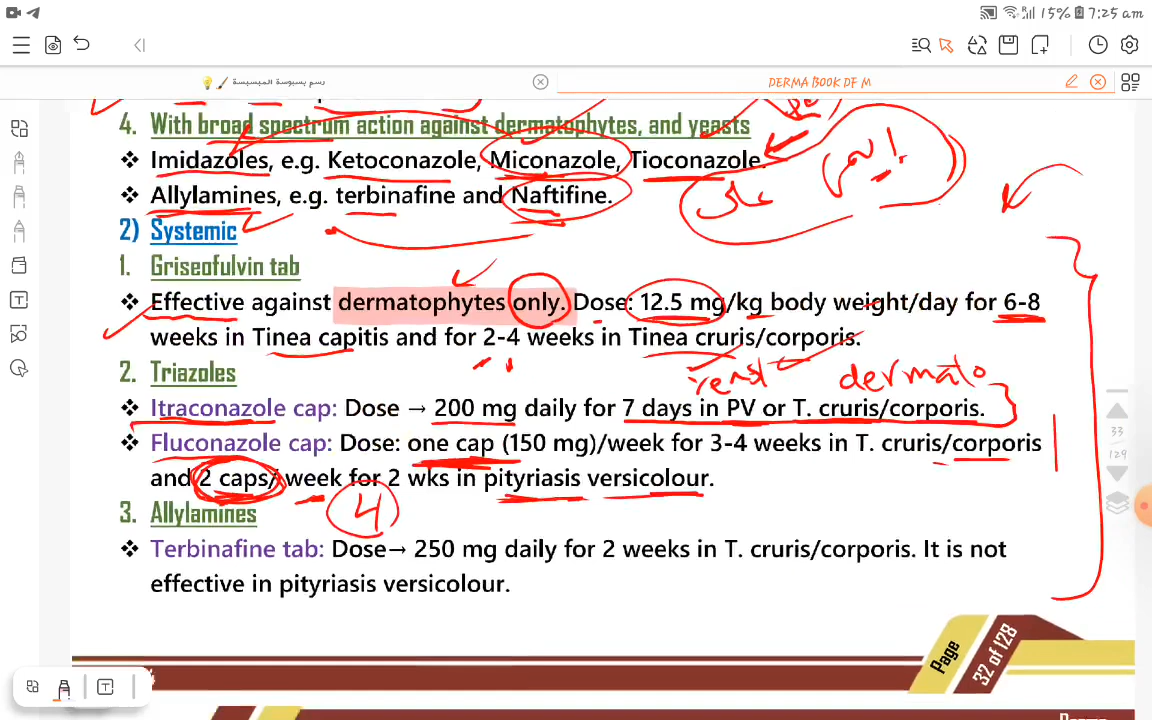 15% 7:25 am
رسم بسبوسة المبسبسة
DERMA BOOK DF M
4. With broad spectrum action against dermatophytes, and yeasts
❖ Imidazoles, e.g. Ketoconazole, Miconazole, Tioconazole.
❖ Allylamines, e.g. terbinafine and Naftifine.
2) Systemic
1. Griseofulvin tab
❖ Effective against dermatophytes only. Dose: 12.5 mg/kg body weight/day for 6-8
weeks in Tinea capitis and for 2-4 weeks in Tinea cruris/corporis.
2. Triazoles
dermato
❖ Itraconazole cap: Dose → 200 mg daily for 7 days in PV or T. cruris/corporis.
❖ Fluconazole cap: Dose: one cap (150 mg)/week for 3-4 weeks in T. cruris/corporis
and 2 caps/ week for 2 wks in pityriasis versicolour.
4
3. Allylamines
❖ Terbinafine tab: Dose→ 250 mg daily for 2 weeks in T. cruris/corporis. It is not
effective in pityriasis versicolour.
33
129
Page
32 of 128